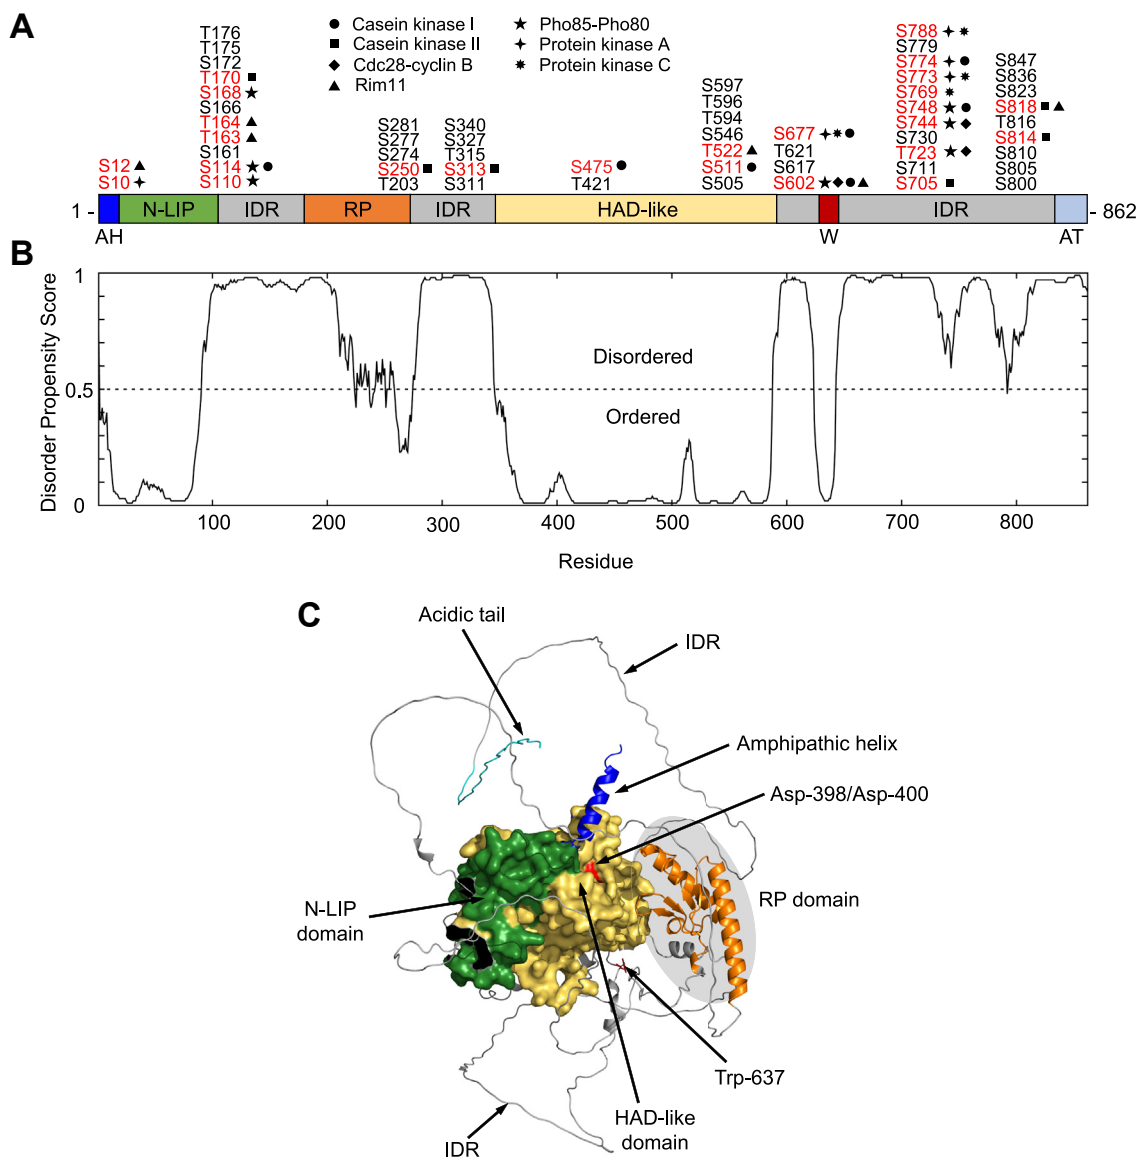 A
Casein kinase I
Casein kinase II
Cdc28-cyclin B
Rim11
Pho85-Pho80
Protein kinase A
Protein kinase C
S12
S10
T176
T175
S172
T170
S168
S166
T164
T163
S161
S114
S110
S281
S277
S274
S250
T203
S340
S327
T315
S313
S311
S475
T421
S597
T596
T594
S546
T522
S511
S505
S677
T621
S617
S602
S788
S779
S774
S773
S769
S748
S744
S730
T723
S711
S705
S847
S836
S823
S818
T816
S814
S810
S805
S800
1 -
N-LIP
IDR
RP
IDR
HAD-like
IDR
- 862
AH
W
AT
B
Disorder Propensity Score
1
0.5
0
Disordered
Ordered
100
200
300
400
500
600
700
800
Residue
C
Acidic tail
IDR
Amphipathic helix
Asp-398/Asp-400
RP domain
N-LIP
domain
Trp-637
HAD-like
domain
IDR